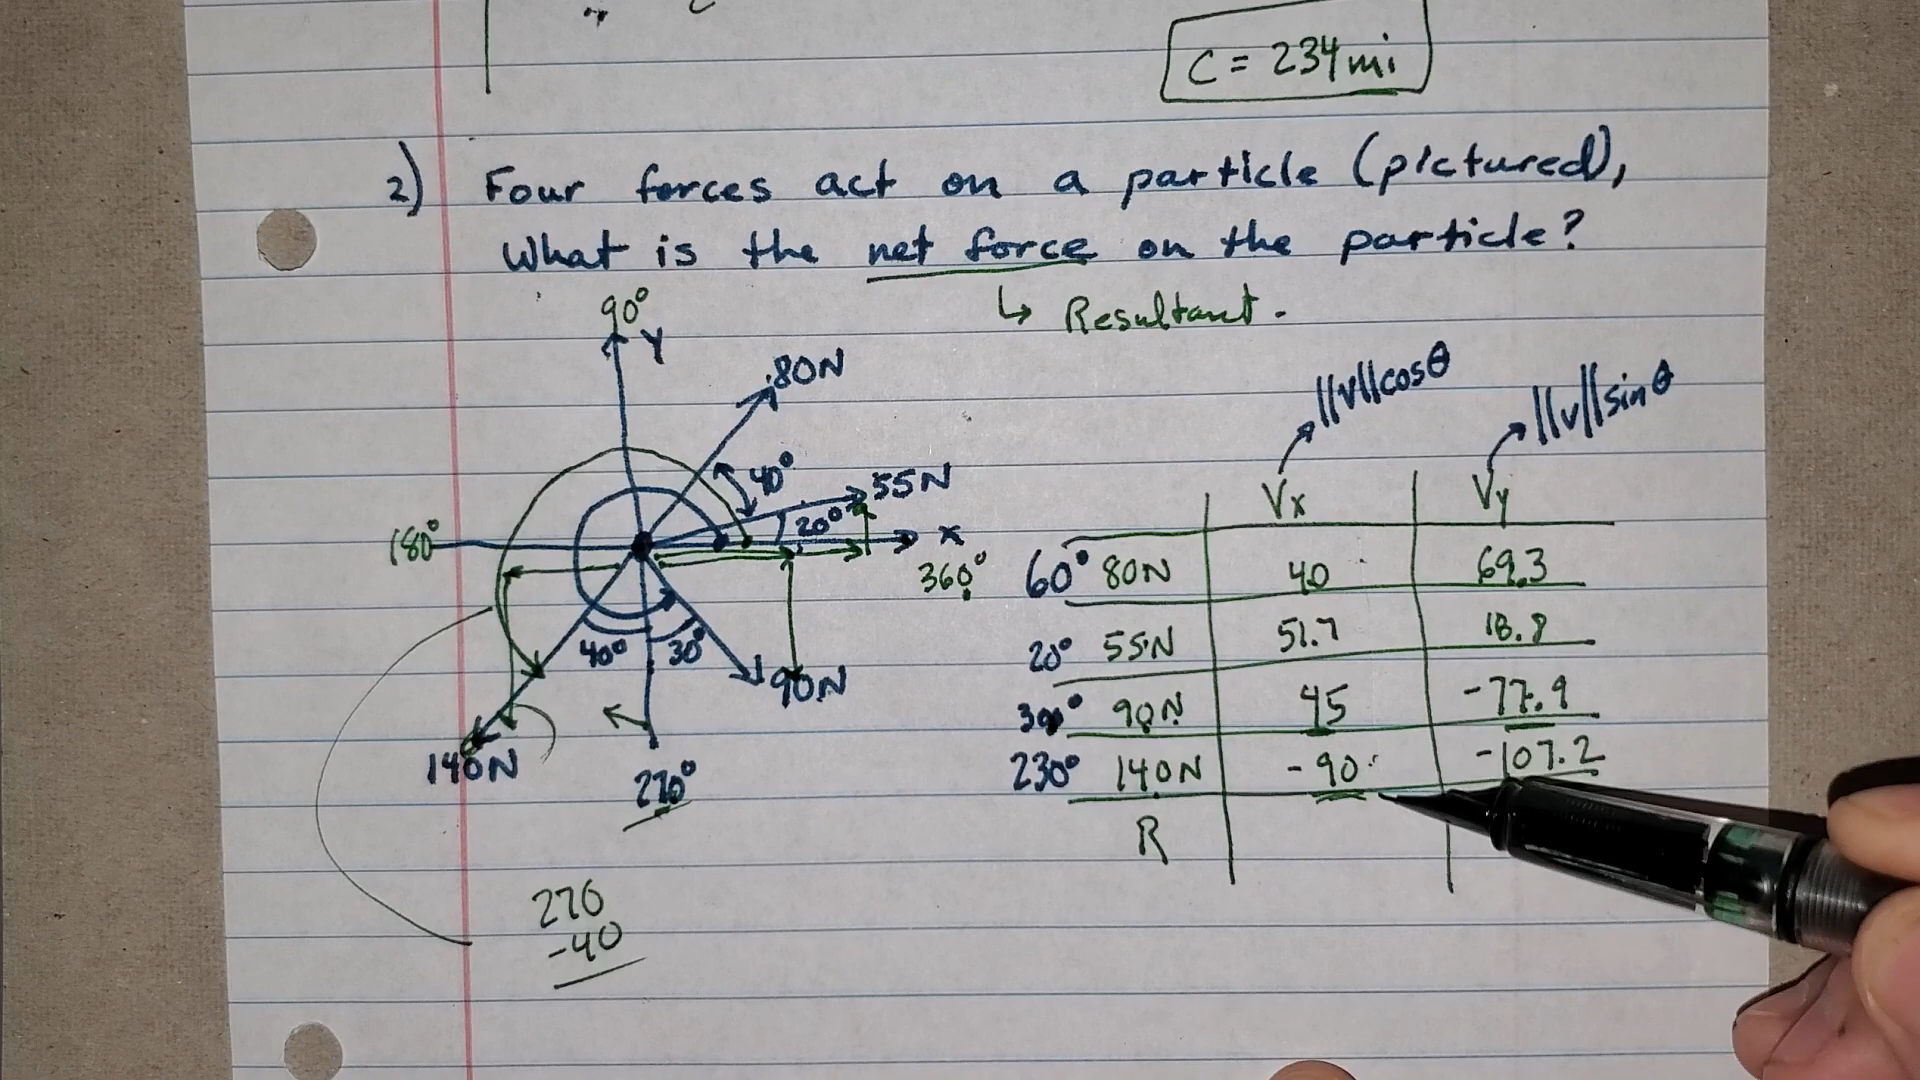 C = 234mi
2) Four forces act on a particle (pictured),
What is the net force on the particle?
↳ Resultant.
90°
Y
80N
40°
55N
20°
X
180°
360°
40°
30°
90N
140N
270°
270
-40
||v||cosθ
||v||sinθ
Vx Vy
60° 80N 40 69.3
20° 55N 51.7 18.8
300° 90N 45 -77.9
230° 140N -90 -107.2
R